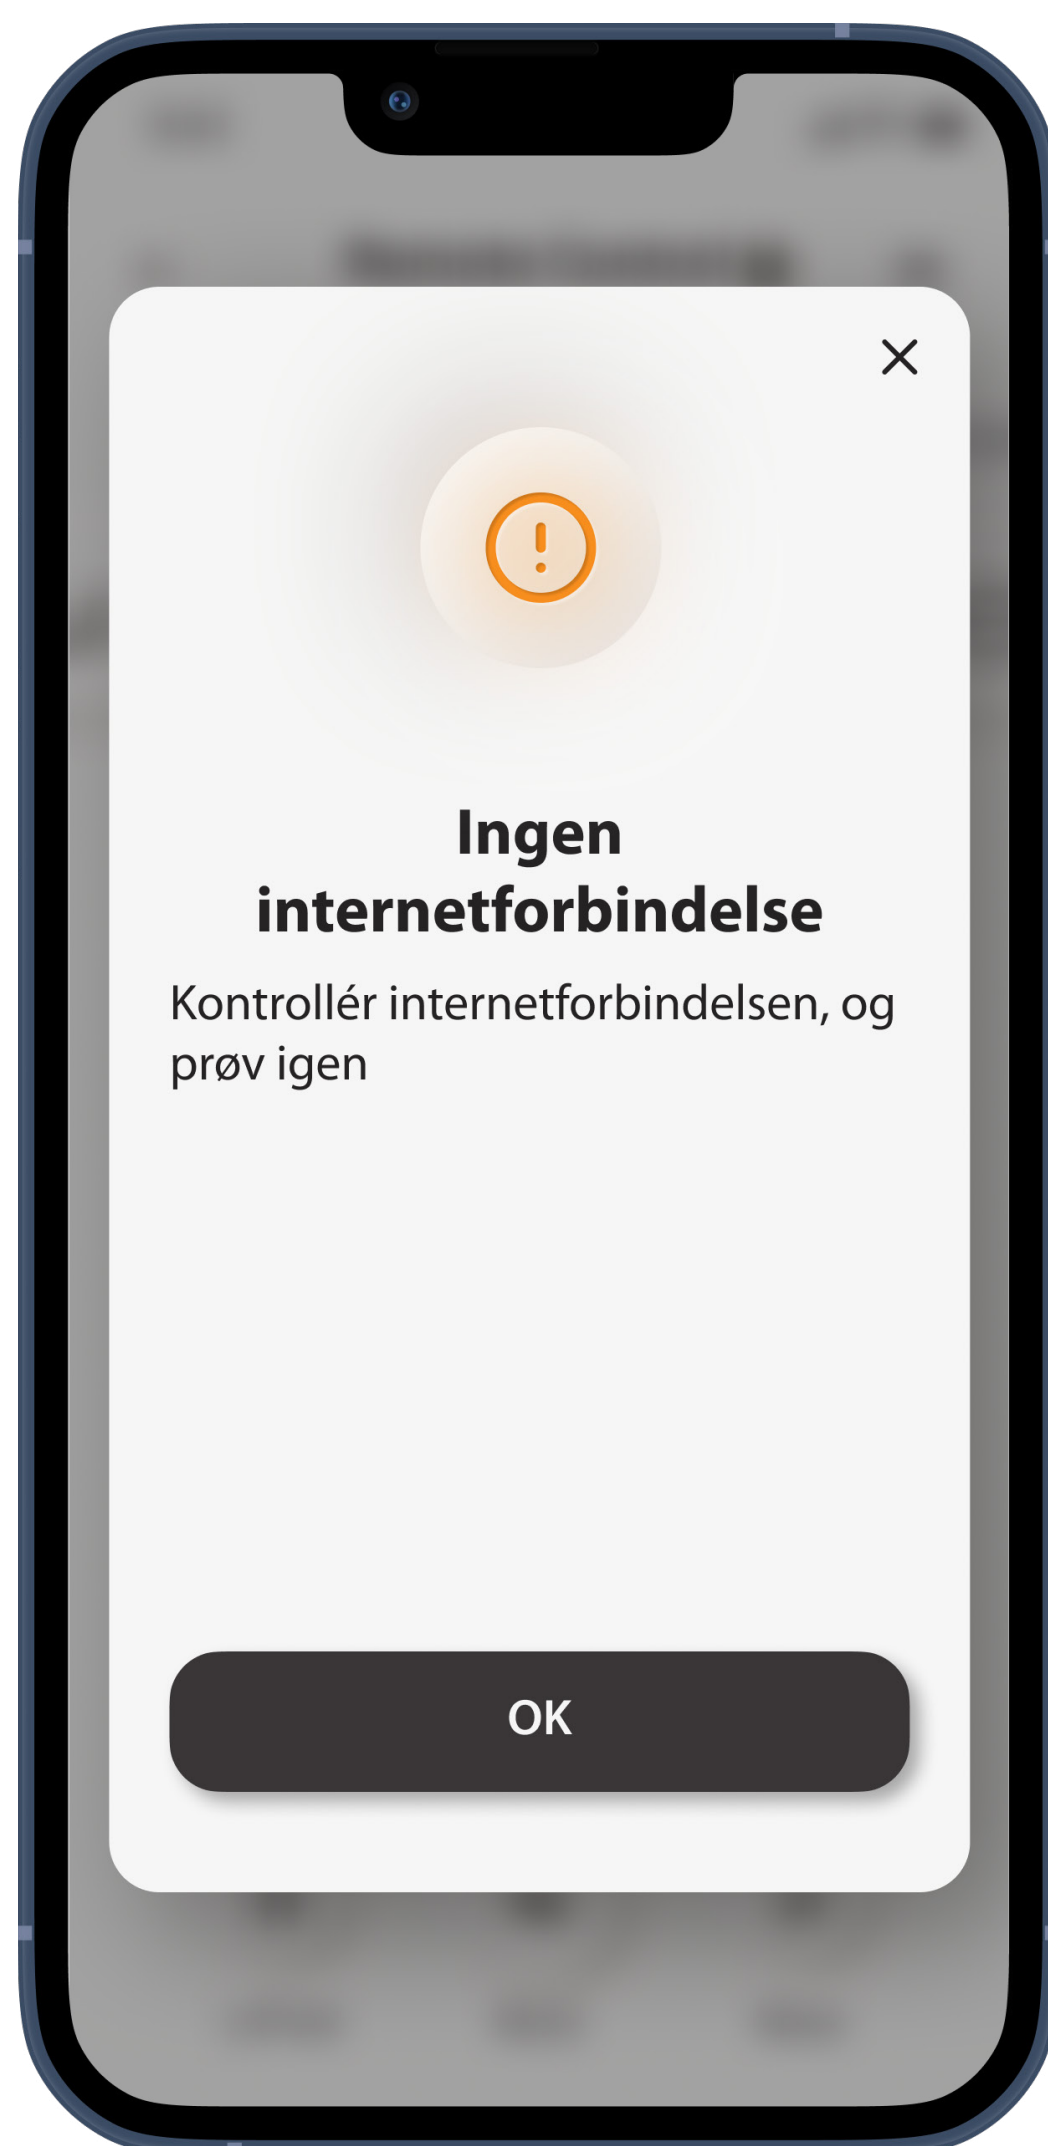 Ingen
internetforbindelse
Kontrollér internetforbindelsen, og
prøv igen
OK